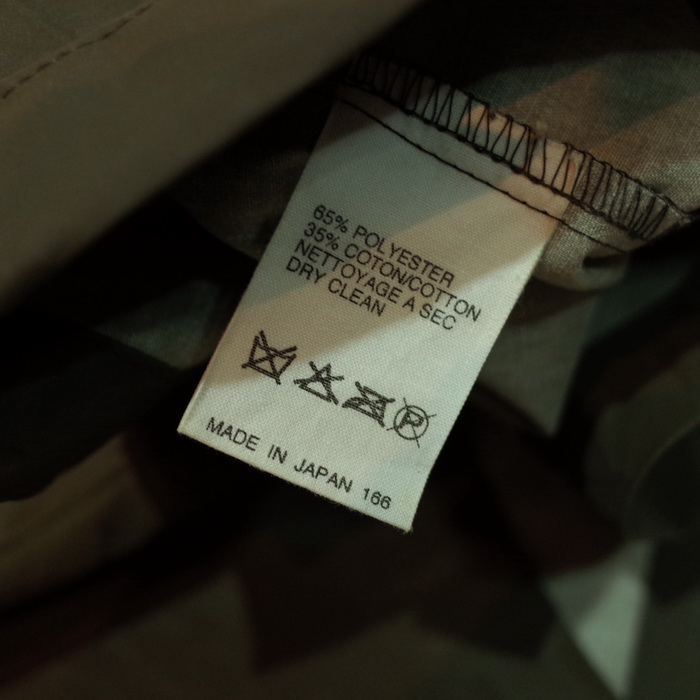 65% POLYESTER
35% COTON/COTTON
NETTOYAGE A SEC
DRY CLEAN
P
MADE IN JAPAN 166